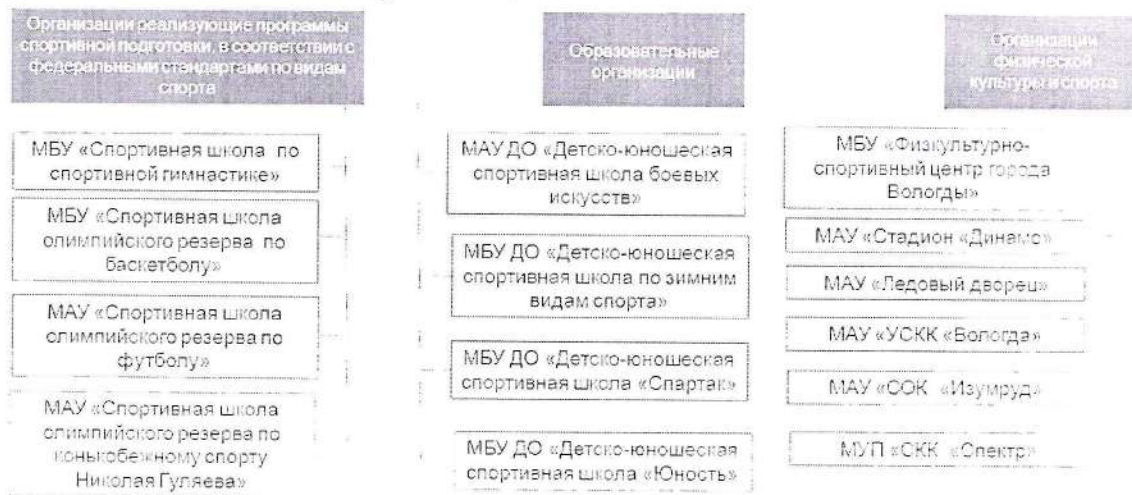 Организации реализующие программы
спортивной подготовки, в соответствии с
федеральными стандартами по видам
спорта
МБУ «Спортивная школа по
спортивной гимнастике»
МБУ «Спортивная школа
олимпийского резерва по
баскетболу»
МАУ «Спортивная школа
олимпийского резерва по
футболу»
МАУ «Спортивная школа
олимпийского резерва по
конькобежному спорту
Николая Гуляева»
Образовательные
организации
МАУ ДО «Детско-юношеская
спортивная школа боевых
искусств»
МБУ ДО «Детско-юношеская
спортивная школа по зимним
видам спорта»
МБУ ДО «Детско-юношеская
спортивная школа «Спартак»
МБУ ДО «Детско-юношеская
спортивная школа «Юность»
Организации
физической
культуры и спорта
МБУ «Физкультурно-
спортивный центр города
Вологды»
МАУ «Стадион «Динамо»
МАУ «Ледовый дворец»
МАУ «УСКК «Вологда»
МАУ «СОК «Изумруд»
МУП «СКК «Спектр»